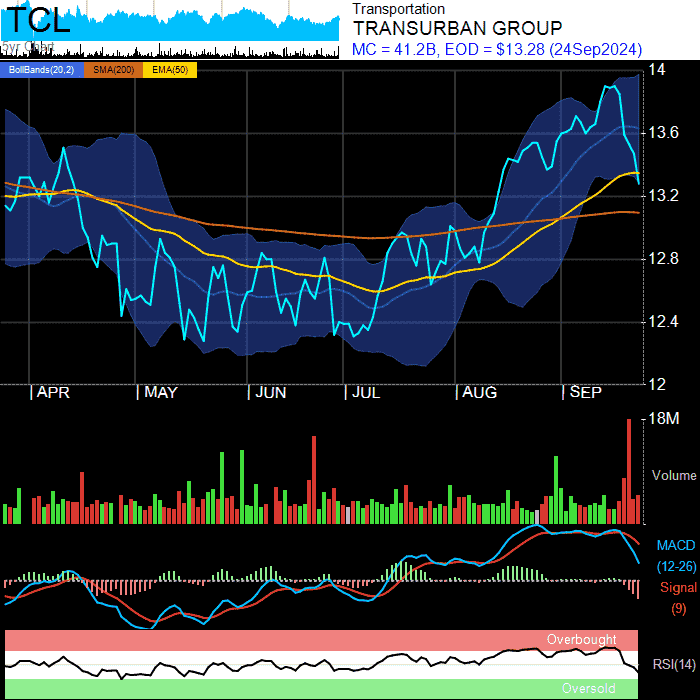 TCL
5yr Chart
Transportation
TRANSURBAN GROUP
MC = 41.2B, EOD = $13.28 (24Sep2024)
BollBands(20,2) SMA(200) EMA(50)
14
13.6
13.2
12.8
12.4
12
APR MAY JUN JUL AUG SEP
18M
Volume
MACD
(12-26)
Signal
(9)
Overbought
RSI(14)
Oversold